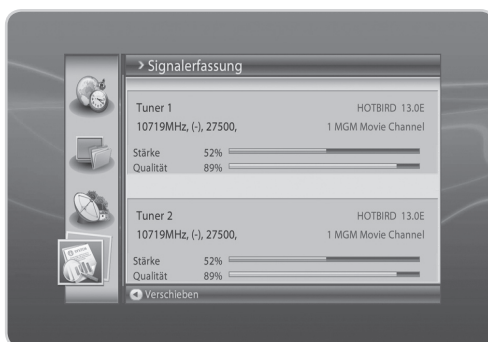 > Signalerfassung
Tuner 1 HOTBIRD 13.0E
10719MHz, (-), 27500, 1 MGM Movie Channel
Stärke 52%
Qualität 89%
Tuner 2 HOTBIRD 13.0E
10719MHz, (-), 27500, 1 MGM Movie Channel
Stärke 52%
Qualität 89%
Verschieben